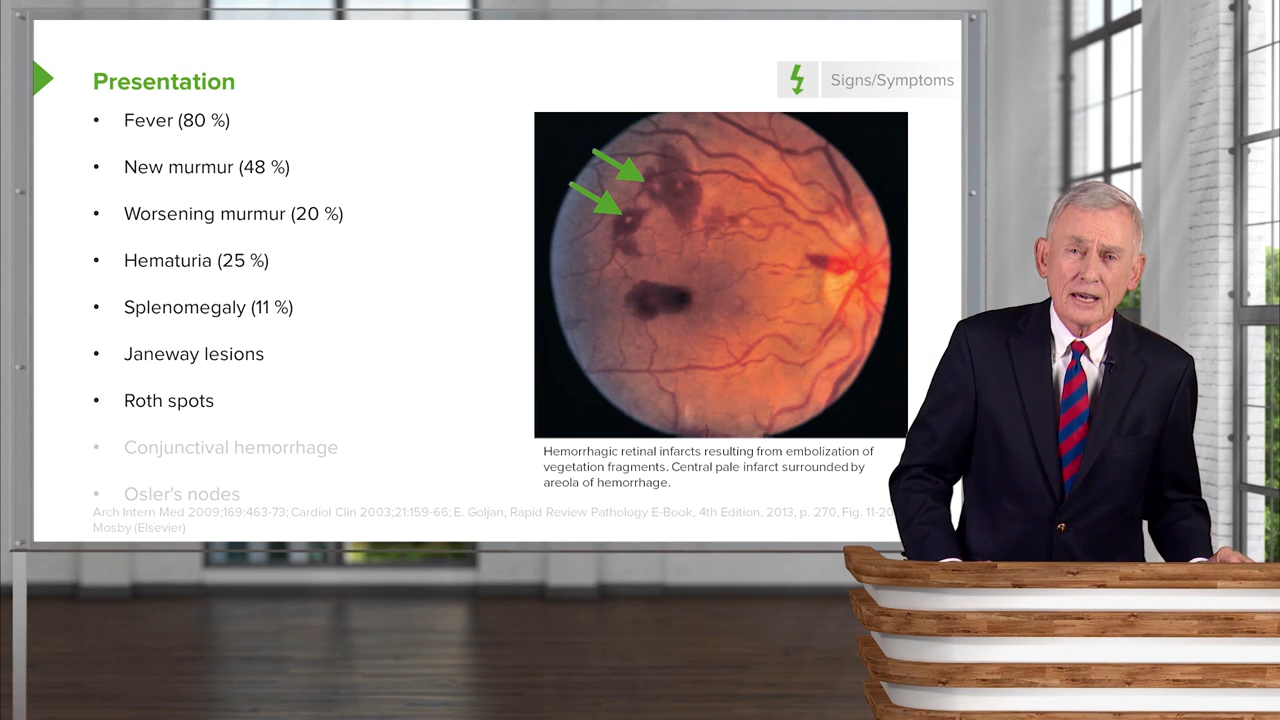 Presentation
Signs/Symptoms
• Fever (80 %)
• New murmur (48 %)
• Worsening murmur (20 %)
• Hematuria (25 %)
• Splenomegaly (11 %)
• Janeway lesions
• Roth spots
• Conjunctival hemorrhage
• Osler's nodes
Hemorrhagic retinal infarcts resulting from embolization of
vegetation fragments. Central pale infarct surrounded by
areola of hemorrhage.
Arch Intern Med 2009;169:463-73; Cardiol Clin 2003;21:159-66; E. Goljan, Rapid Review Pathology E-Book, 4th Edition, 2013, p. 270, Fig. 11-20
Mosby (Elsevier)